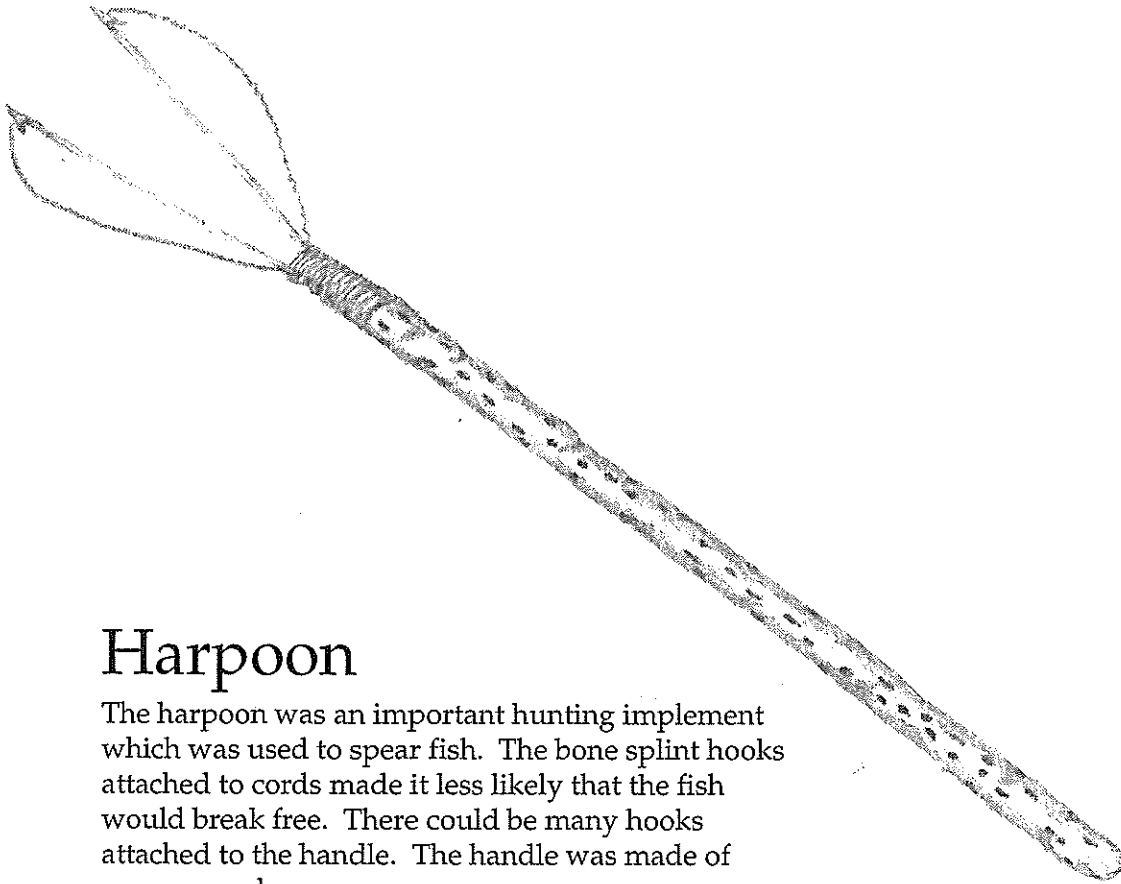 Harpoon
The harpoon was an important hunting implement
which was used to spear fish. The bone splint hooks
attached to cords made it less likely that the fish
would break free. There could be many hooks
attached to the handle. The handle was made of